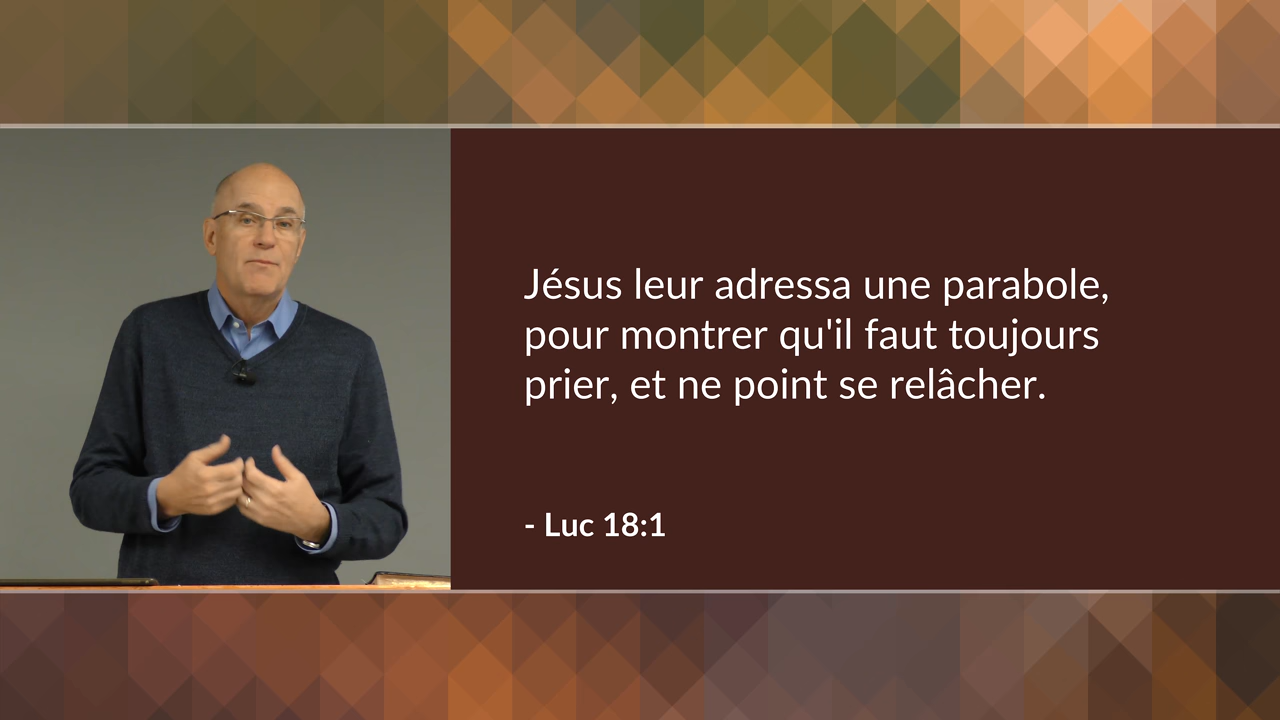 Jésus leur adressa une parabole,
pour montrer qu'il faut toujours
prier, et ne point se relâcher.
- Luc 18:1